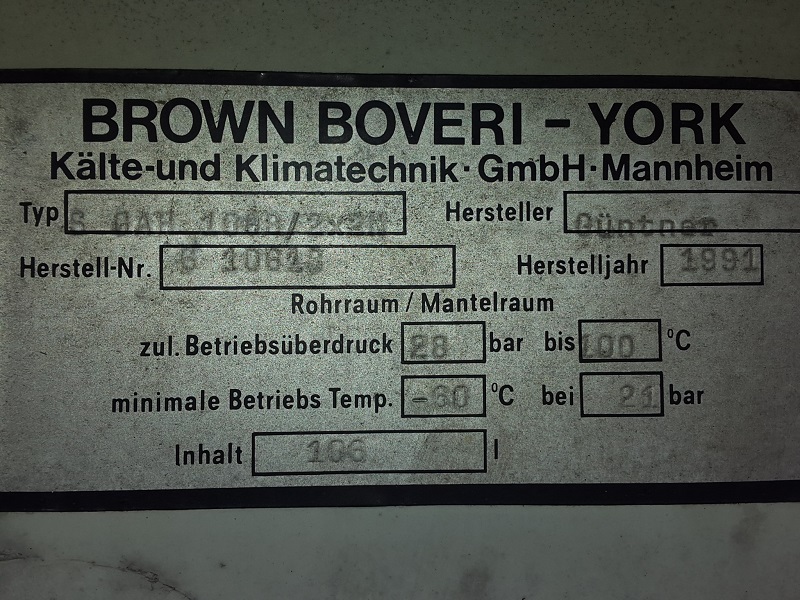 BROWN BOVERI - YORK
Kälte-und Klimatechnik·GmbH·Mannheim
Typ Hersteller Güntner
Herstell-Nr. Herstelljahr 1991
Rohrraum / Mantelraum
zul. Betriebsüberdruck 28 bar bis 100 °C
minimale Betriebs Temp. °C bei 21 bar
Inhalt 106 l